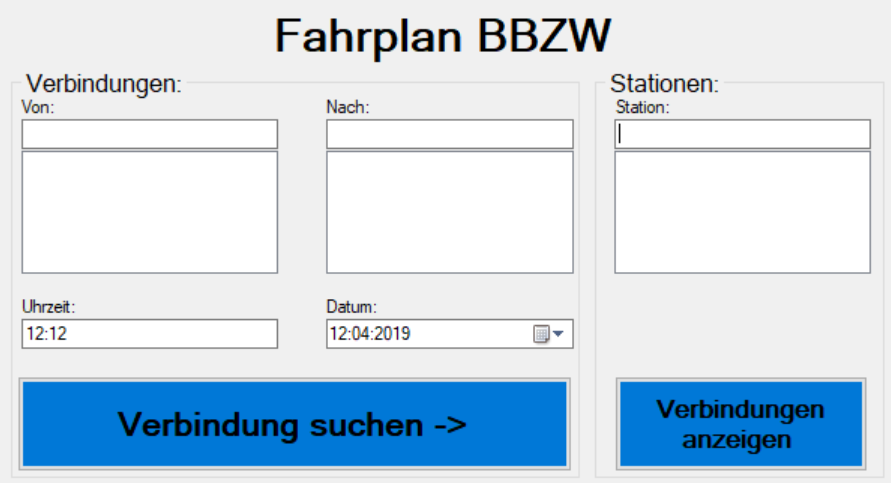 Fahrplan BBZW
Verbindungen:
Von:
Nach:
Uhrzeit:
12:12
Datum:
12:04:2019
Verbindung suchen ->
Stationen:
Station:
Verbindungen
anzeigen